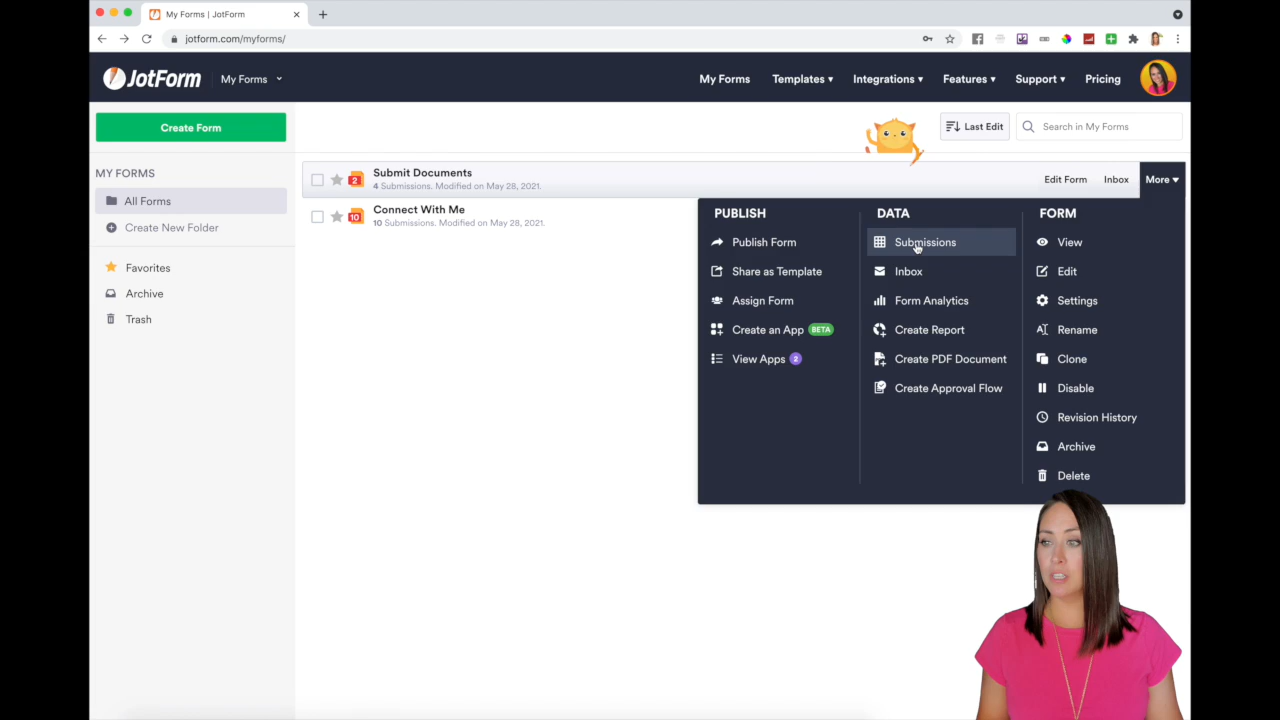 My Forms | JotForm
jotform.com/myforms/
JotForm
My Forms
My Forms
Templates
Integrations
Features
Support
Pricing
Create Form
Last Edit
Search in My Forms
MY FORMS
All Forms
Create New Folder
Favorites
Archive
Trash
2
Submit Documents
4 Submissions. Modified on May 28, 2021.
Edit Form
Inbox
More
10
Connect With Me
10 Submissions. Modified on May 28, 2021.
PUBLISH
Publish Form
Share as Template
Assign Form
Create an App BETA
View Apps 2
DATA
Submissions
Inbox
Form Analytics
Create Report
Create PDF Document
Create Approval Flow
FORM
View
Edit
Settings
Rename
Clone
Disable
Revision History
Archive
Delete